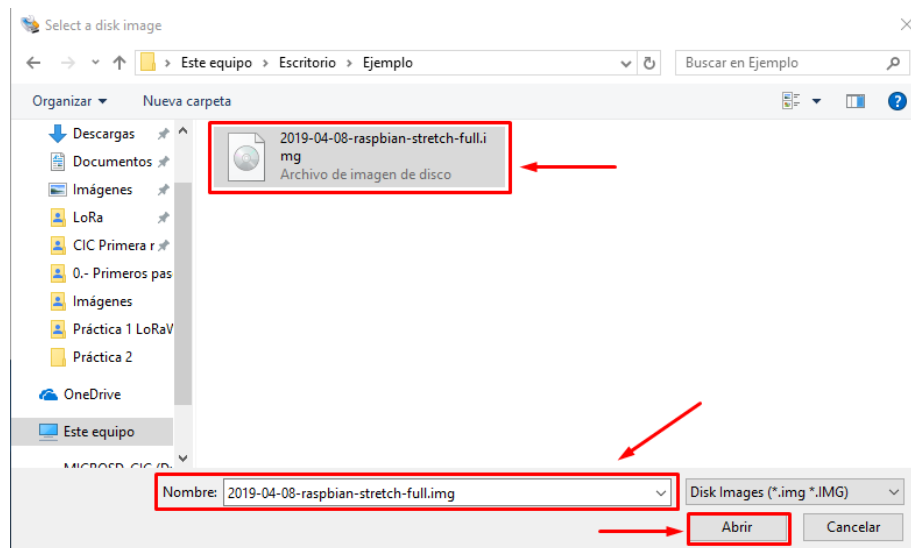 Select a disk image
Este equipo > Escritorio > Ejemplo
Buscar en Ejemplo
Organizar
Nueva carpeta
Descargas
Documentos
Imágenes
LoRa
CIC Primera r
0.- Primeros pas
Imágenes
Práctica 1 LoRaV
Práctica 2
OneDrive
Este equipo
2019-04-08-raspbian-stretch-full.i
mg
Archivo de imagen de disco
Nombre: 2019-04-08-raspbian-stretch-full.img
Disk Images (*.img *.IMG)
Abrir
Cancelar